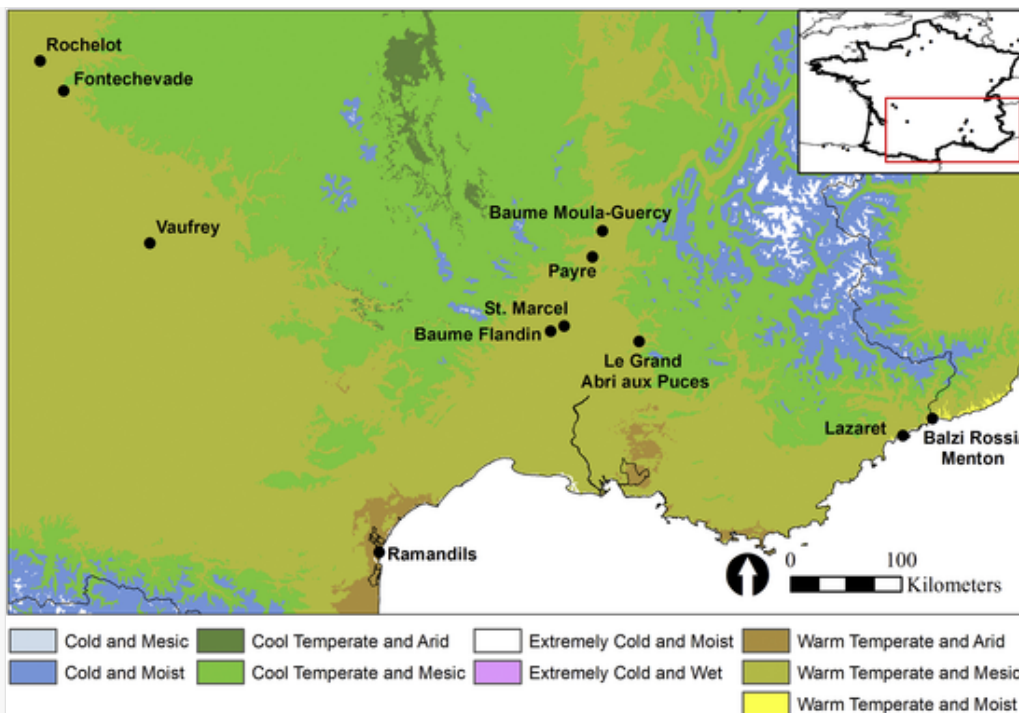 Rochelot
Fontechevade
Vaufrey
Baume Moula-Guercy
Payre
St. Marcel
Baume Flandin
Le Grand
Abri aux Puces
Lazaret
Balzi Rossi
Menton
Ramandils
0 100
Kilometers
Cold and Mesic
Cool Temperate and Arid
Extremely Cold and Moist
Warm Temperate and Arid
Cold and Moist
Cool Temperate and Mesic
Extremely Cold and Wet
Warm Temperate and Mesic
Warm Temperate and Moist